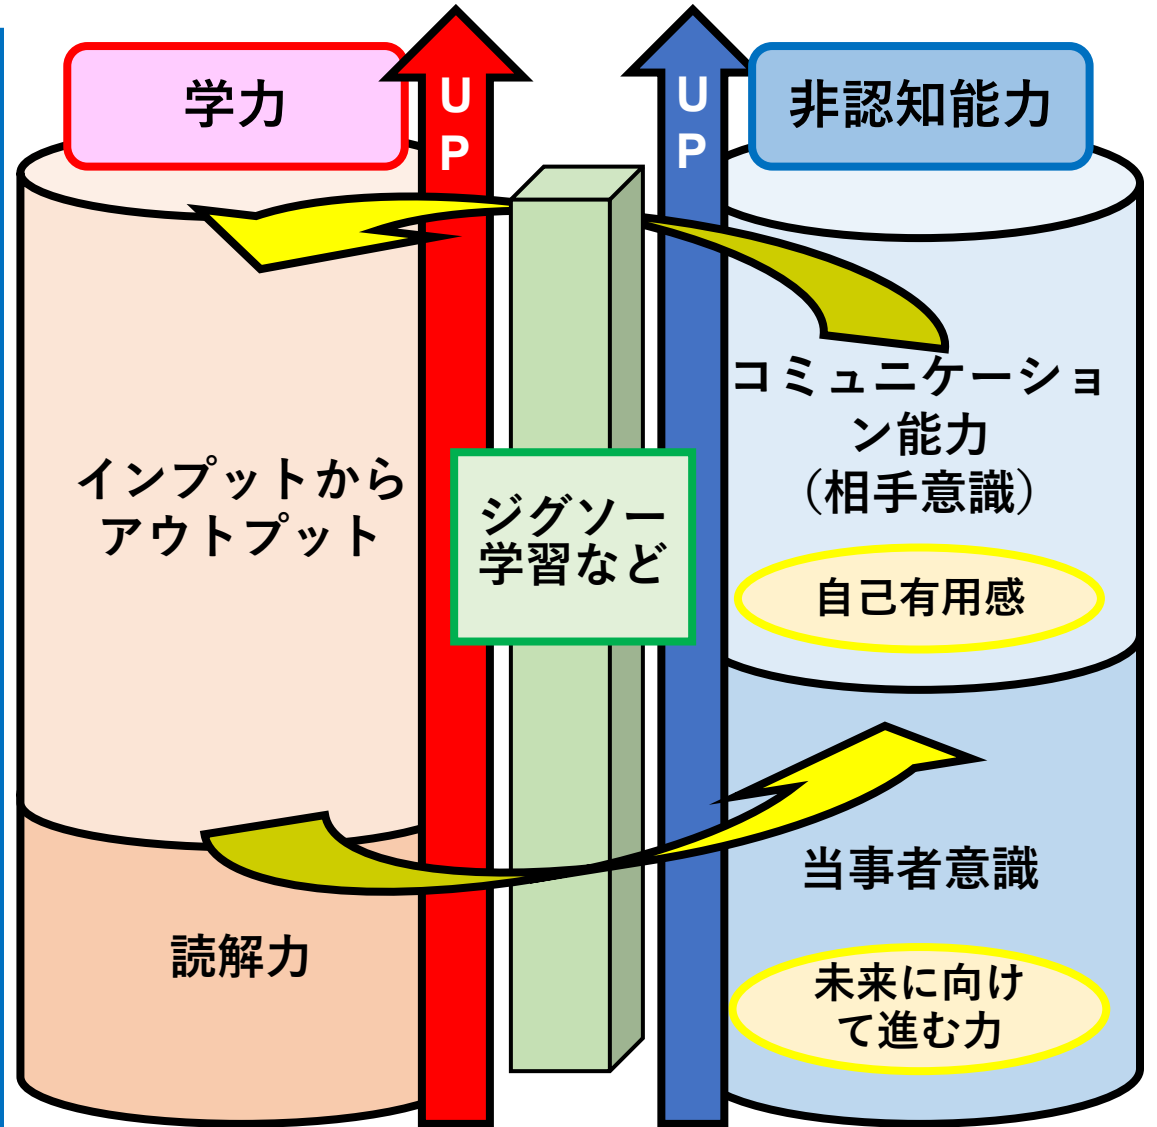 学力
UP
UP
非認知能力
インプットから
アウトプット
ジグソー
学習など
コミュニケーショ
ン能力
（相手意識）
自己有用感
読解力
当事者意識
未来に向け
て進む力